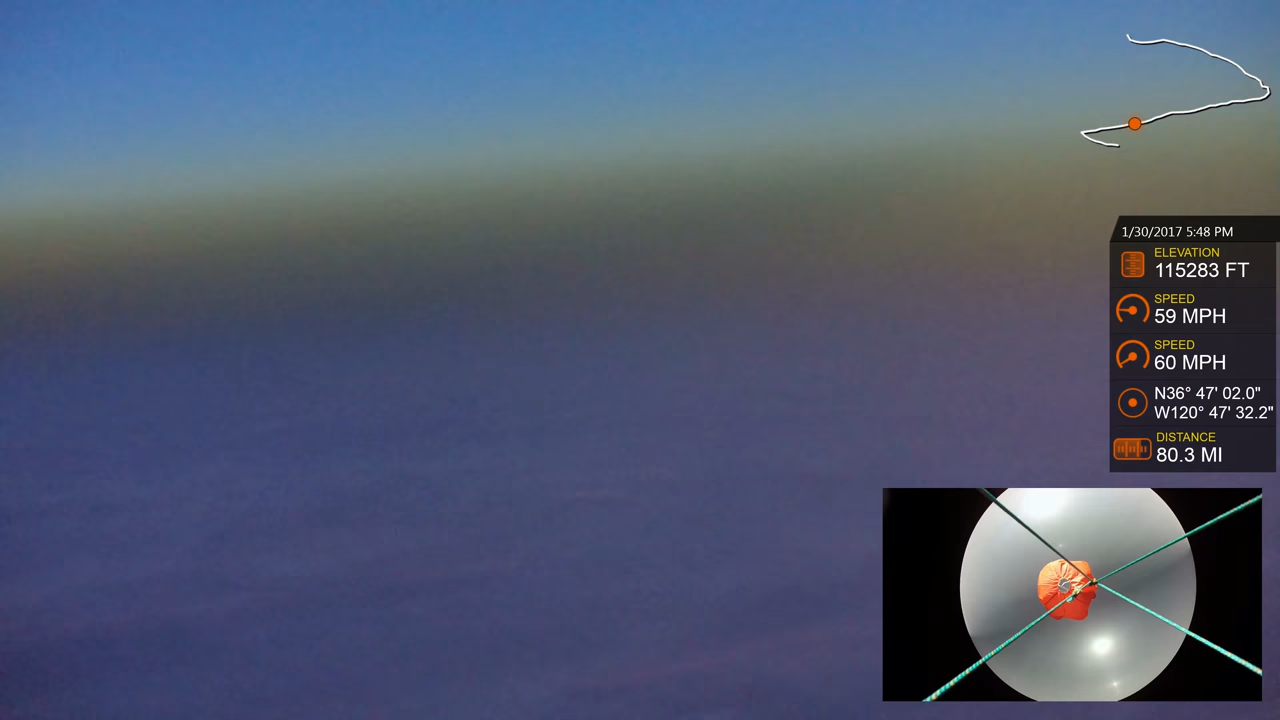 1/30/2017 5:48 PM
ELEVATION
115283 FT
SPEED
59 MPH
SPEED
60 MPH
N36° 47' 02.0"
W120° 47' 32.2"
DISTANCE
80.3 MI